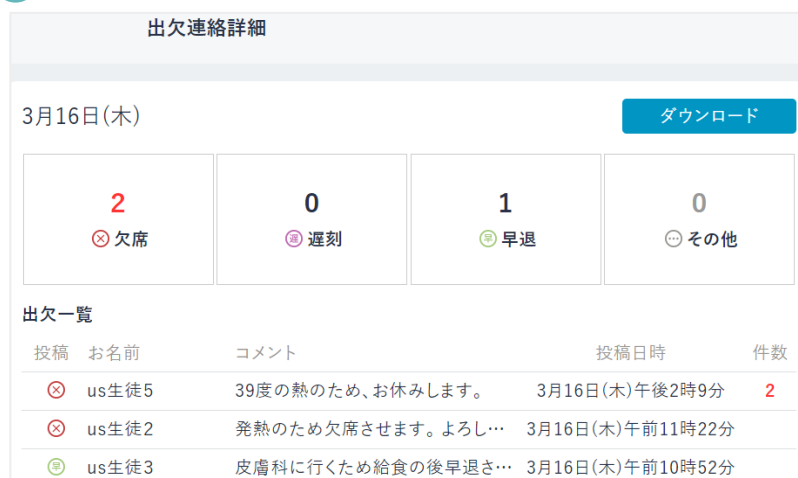 出欠連絡詳細
3月16日(木)
ダウンロード
2 0 1 0
欠席 遅 遅刻 早 早退 その他
出欠一覧
投稿 お名前 コメント 投稿日時 件数
us生徒5 39度の熱のため、お休みします。 3月16日(木)午後2時9分 2
us生徒2 発熱のため欠席させます。よろし… 3月16日(木)午前11時22分
早 us生徒3 皮膚科に行くため給食の後早退さ… 3月16日(木)午前10時52分